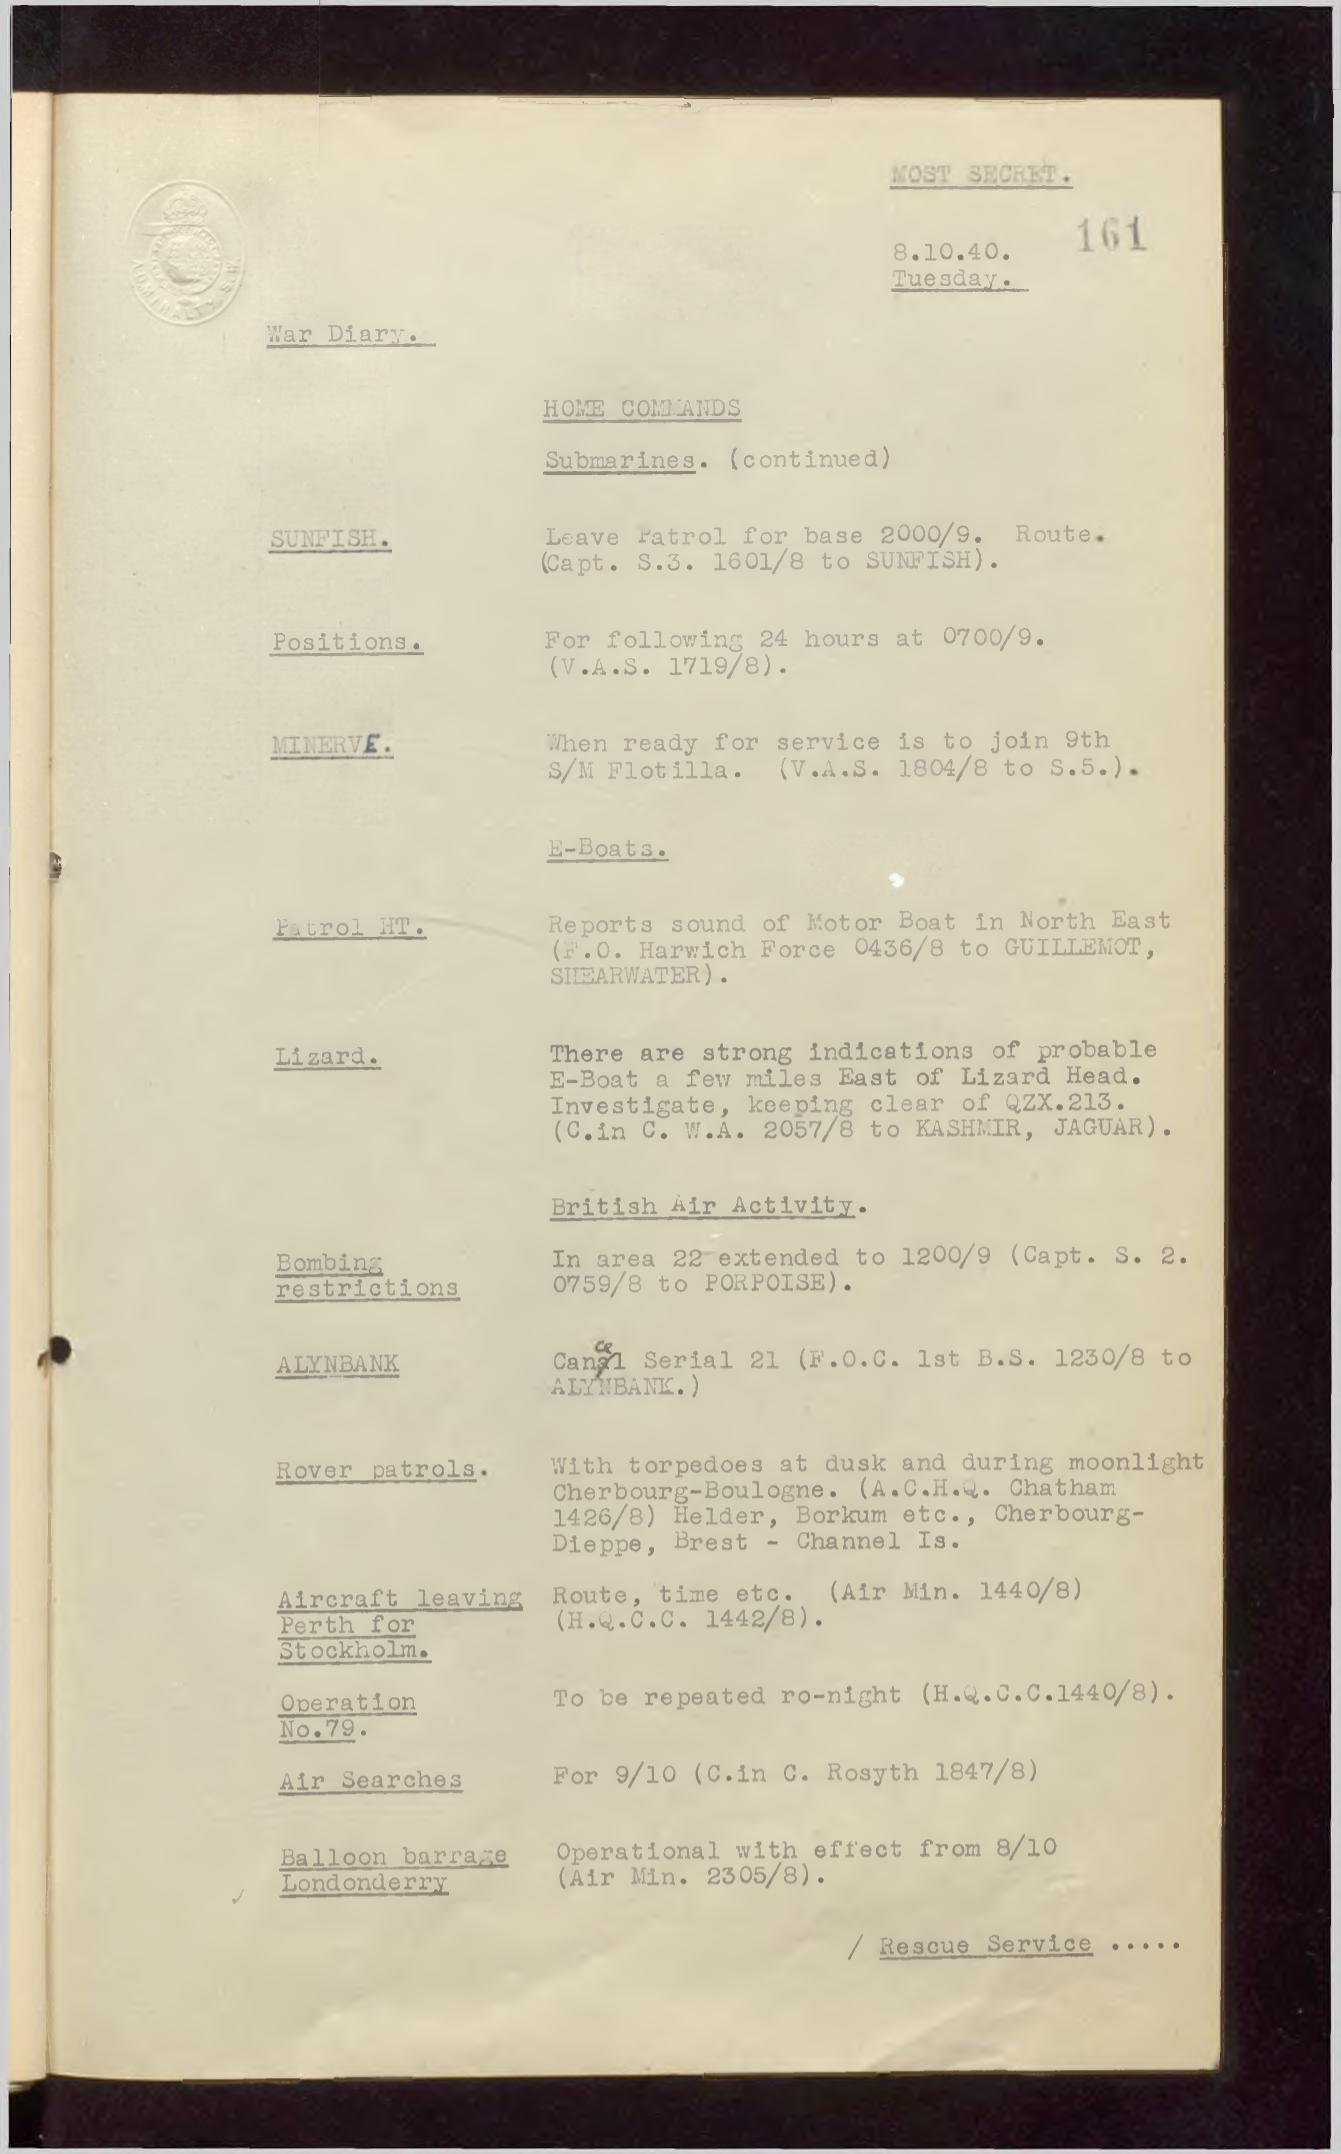 MOST SECRET.
161
8.10.40.
Tuesday.
ADMIRALTY. S.W.
War Diary.
HOME COMMANDS
Submarines. (continued)
SUNFISH. Leave Patrol for base 2000/9. Route.
(Capt. S.3. 1601/8 to SUNFISH).
Positions. For following 24 hours at 0700/9.
(V.A.S. 1719/8).
MINERVE. When ready for service is to join 9th
S/M Flotilla. (V.A.S. 1804/8 to S.5.).
E-Boats.
Patrol HT. Reports sound of Motor Boat in North East
(F.O. Harwich Force 0436/8 to GUILLEMOT,
SHEARWATER).
Lizard. There are strong indications of probable
E-Boat a few miles East of Lizard Head.
Investigate, keeping clear of QZX.213.
(C.in C. W.A. 2057/8 to KASHMIR, JAGUAR).
British Air Activity.
Bombing In area 22 extended to 1200/9 (Capt. S. 2.
restrictions 0759/8 to PORPOISE).
ALYNBANK Cancel Serial 21 (F.O.C. 1st B.S. 1230/8 to
ALYNBANK.)
Rover patrols. With torpedoes at dusk and during moonlight
Cherbourg-Boulogne. (A.C.H.Q. Chatham
1426/8) Helder, Borkum etc., Cherbourg-
Dieppe, Brest - Channel Is.
Aircraft leaving Route, time etc. (Air Min. 1440/8)
Perth for (H.Q.C.C. 1442/8).
Stockholm.
Operation To be repeated ro-night (H.Q.C.C.1440/8).
No.79.
Air Searches For 9/10 (C.in C. Rosyth 1847/8)
Balloon barrage Operational with effect from 8/10
Londonderry (Air Min. 2305/8).
/ Rescue Service .....